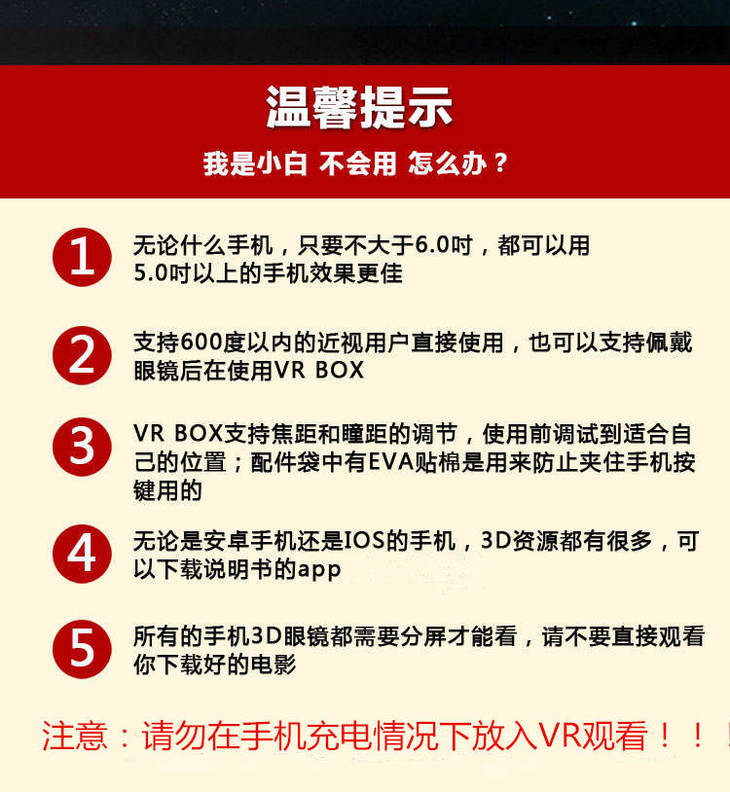 温馨提示
我是小白 不会用 怎么办？
1
无论什么手机，只要不大于6.0吋，都可以用
5.0吋以上的手机效果更佳
2
支持600度以内的近视用户直接使用，也可以支持佩戴
眼镜后在使用VR BOX
3
VR BOX支持焦距和瞳距的调节，使用前调试到适合自
己的位置；配件袋中有EVA贴棉是用来防止夹住手机按
键用的
4
无论是安卓手机还是IOS的手机，3D资源都有很多，可
以下载说明书的app
5
所有的手机3D眼镜都需要分屏才能看，请不要直接观看
你下载好的电影
注意：请勿在手机充电情况下放入VR观看！！！